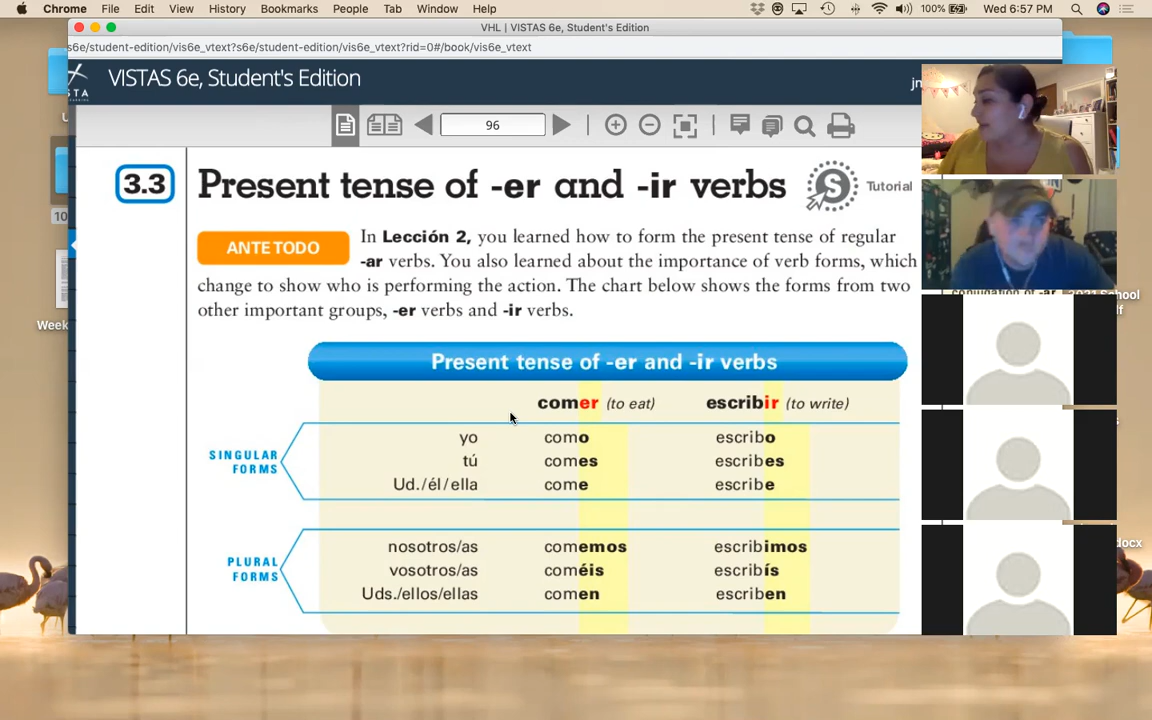 Chrome File Edit View History Bookmarks People Tab Window Help 100% Wed 6:57 PM
VHL | VISTAS 6e, Student's Edition
s6e/student-edition/vis6e_vtext?s6e/student-edition/vis6e_vtext?rid=0#/book/vis6e_vtext
VISTAS 6e, Student's Edition
96
3.3 Present tense of -er and -ir verbs Tutorial
ANTE TODO In Lección 2, you learned how to form the present tense of regular
-ar verbs. You also learned about the importance of verb forms, which
change to show who is performing the action. The chart below shows the forms from two
other important groups, -er verbs and -ir verbs.
Present tense of -er and -ir verbs
comer (to eat) escribir (to write)
SINGULAR FORMS
yo como escribo
tú comes escribes
Ud./él/ella come escribe
PLURAL FORMS
nosotros/as comemos escribimos
vosotros/as coméis escribís
Uds./ellos/ellas comen escriben
Week
docx